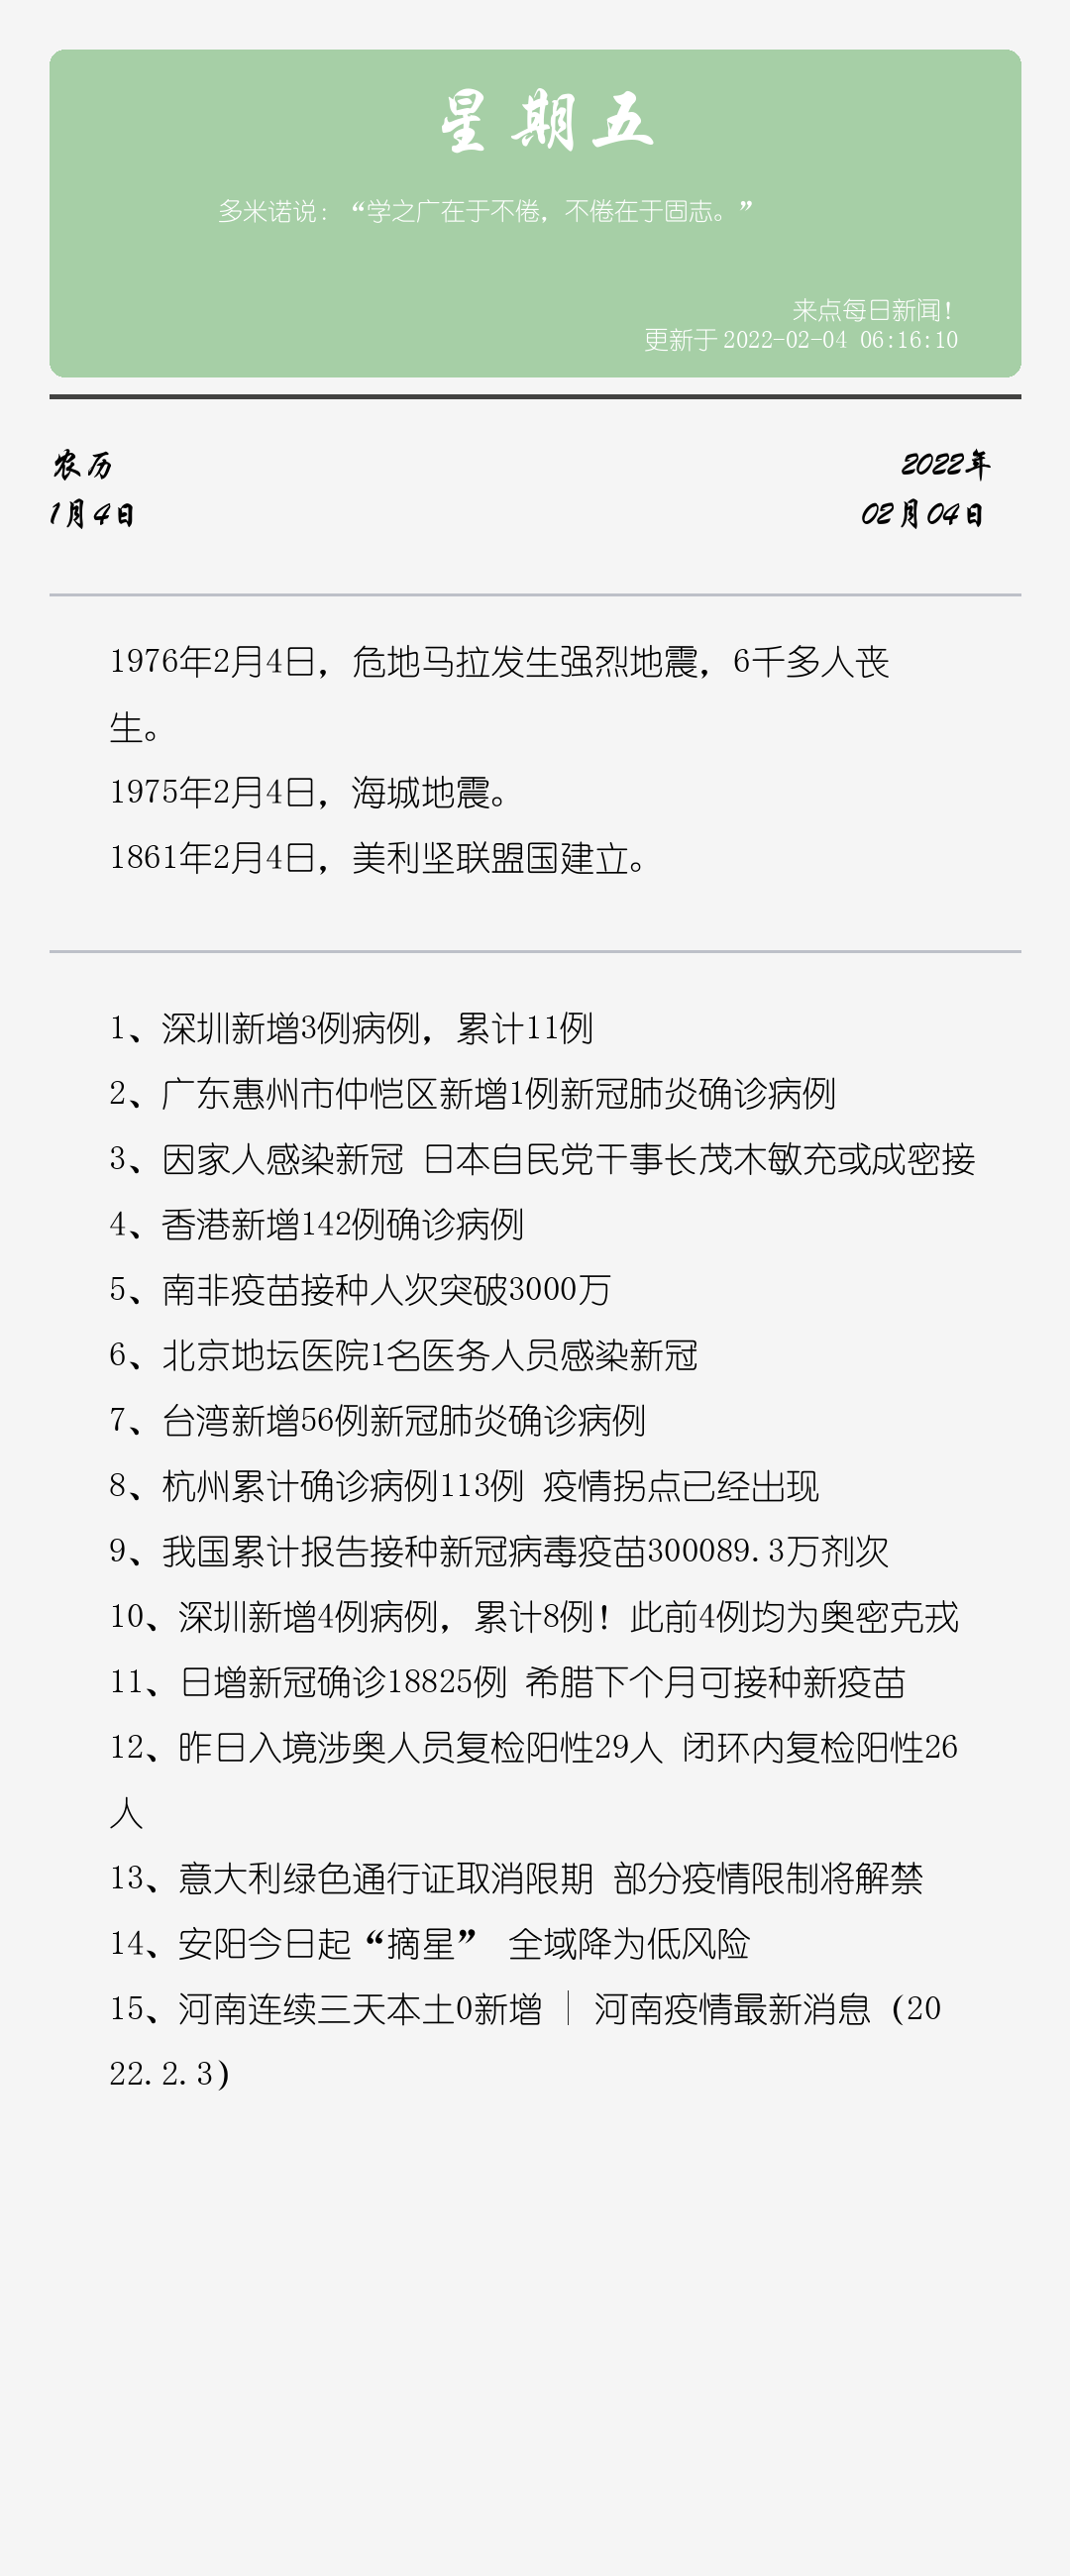 星期五
多米诺说：“学之广在于不倦，不倦在于固志。”
来点每日新闻！
更新于 2022-02-04 06:16:10
农历
2022年
1月4日
02月04日
1976年2月4日，危地马拉发生强烈地震，6千多人丧
生。
1975年2月4日，海城地震。
1861年2月4日，美利坚联盟国建立。
1、深圳新增3例病例，累计11例
2、广东惠州市仲恺区新增1例新冠肺炎确诊病例
3、因家人感染新冠 日本自民党干事长茂木敏充或成密接
4、香港新增142例确诊病例
5、南非疫苗接种人次突破3000万
6、北京地坛医院1名医务人员感染新冠
7、台湾新增56例新冠肺炎确诊病例
8、杭州累计确诊病例113例 疫情拐点已经出现
9、我国累计报告接种新冠病毒疫苗300089.3万剂次
10、深圳新增4例病例，累计8例！此前4例均为奥密克戎
11、日增新冠确诊18825例 希腊下个月可接种新疫苗
12、昨日入境涉奥人员复检阳性29人 闭环内复检阳性26
人
13、意大利绿色通行证取消限期 部分疫情限制将解禁
14、安阳今日起“摘星” 全域降为低风险
15、河南连续三天本土0新增 | 河南疫情最新消息（20
22.2.3）